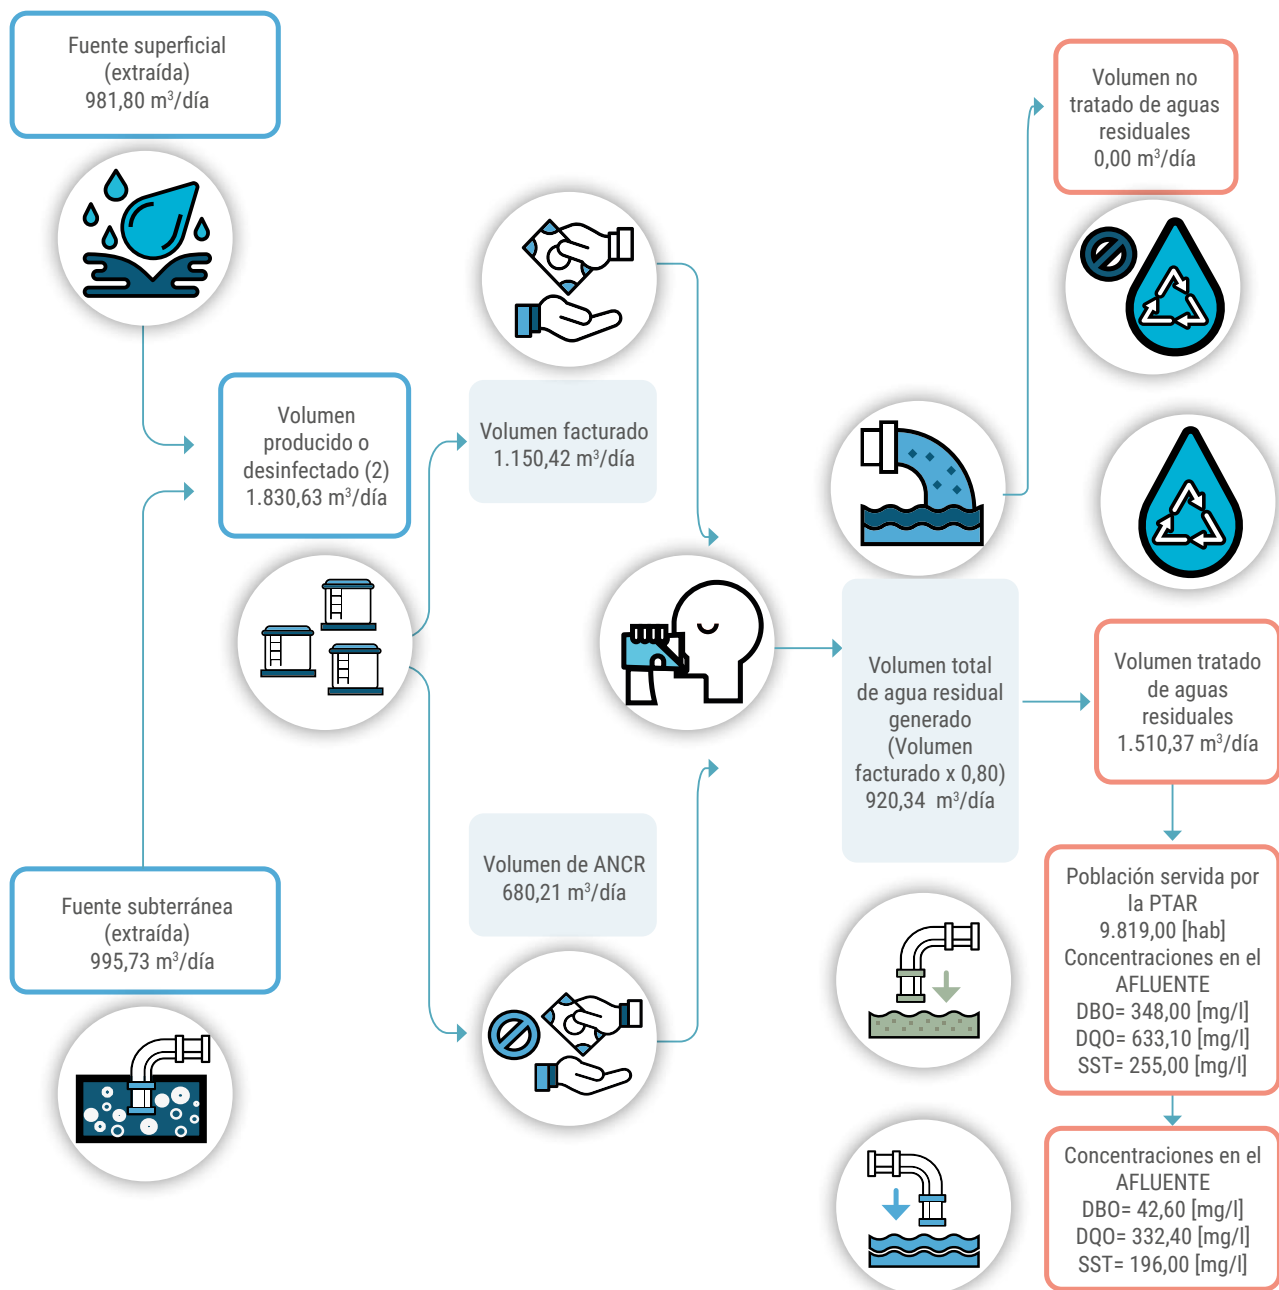 Fuente superficial
(extraída)
981,80 m³/día
Volumen no
tratado de aguas
residuales
0,00 m³/día
Volumen
producido o
desinfectado (2)
1.830,63 m³/día
Volumen facturado
1.150,42 m³/día
Volumen total
de agua residual
generado
(Volumen
facturado x 0,80)
920,34 m³/día
Volumen tratado
de aguas
residuales
1.510,37 m³/día
Volumen de ANCR
680,21 m³/día
Fuente subterránea
(extraída)
995,73 m³/día
Población servida por
la PTAR
9.819,00 [hab]
Concentraciones en el
AFLUENTE
DBO= 348,00 [mg/l]
DQO= 633,10 [mg/l]
SST= 255,00 [mg/l]
Concentraciones en el
AFLUENTE
DBO= 42,60 [mg/l]
DQO= 332,40 [mg/l]
SST= 196,00 [mg/l]